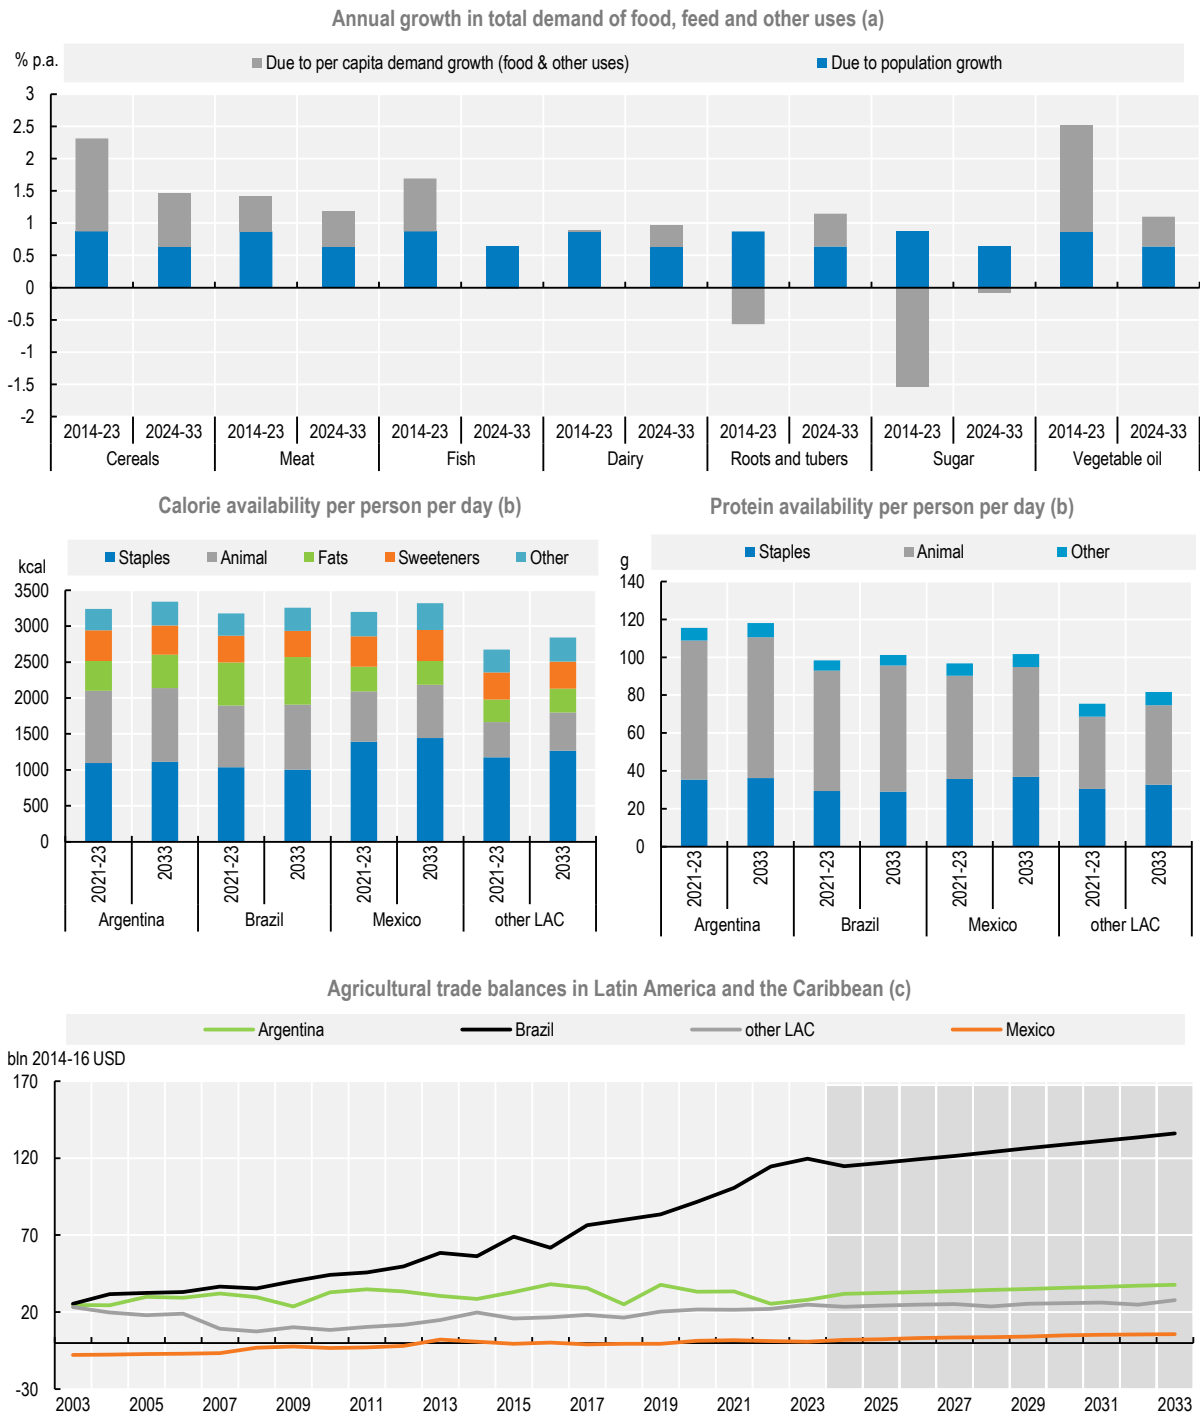 Annual growth in total demand of food, feed and other uses (a)
% p.a.
Due to per capita demand growth (food & other uses) Due to population growth
3
2.5
2
1.5
1
0.5
0
-0.5
-1
-1.5
-2
2014-23 2024-33 2014-23 2024-33 2014-23 2024-33 2014-23 2024-33 2014-23 2024-33 2014-23 2024-33 2014-23 2024-33
Cereals Meat Fish Dairy Roots and tubers Sugar Vegetable oil
Calorie availability per person per day (b)
Staples Animal Fats Sweeteners Other
kcal
3500
3000
2500
2000
1500
1000
500
0
2021-23 2033 2021-23 2033 2021-23 2033 2021-23 2033
Argentina Brazil Mexico other LAC
Protein availability per person per day (b)
Staples Animal Other
g
140
120
100
80
60
40
20
0
2021-23 2033 2021-23 2033 2021-23 2033 2021-23 2033
Argentina Brazil Mexico other LAC
Agricultural trade balances in Latin America and the Caribbean (c)
Argentina Brazil other LAC Mexico
bln 2014-16 USD
170
120
70
20
-30
2003 2005 2007 2009 2011 2013 2015 2017 2019 2021 2023 2025 2027 2029 2031 2033